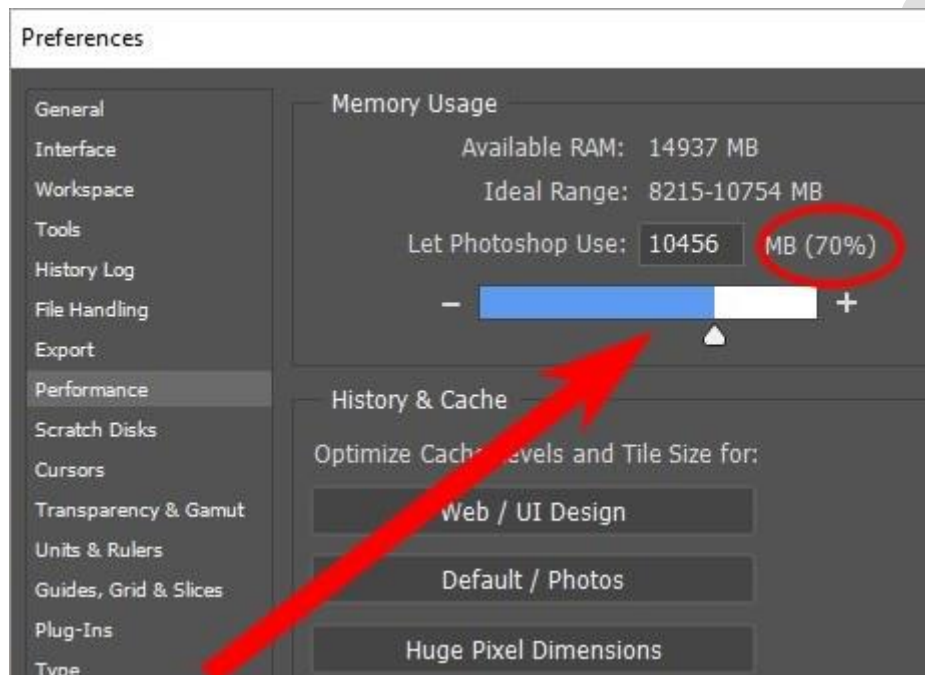 Preferences
General
Interface
Workspace
Tools
History Log
File Handling
Export
Performance
Scratch Disks
Cursors
Transparency & Gamut
Units & Rulers
Guides, Grid & Slices
Plug-Ins
Type
Memory Usage
Available RAM: 14937 MB
Ideal Range: 8215-10754 MB
Let Photoshop Use: 10456 MB (70%)
- +
History & Cache
Optimize Cache Levels and Tile Size for:
Web / UI Design
Default / Photos
Huge Pixel Dimensions